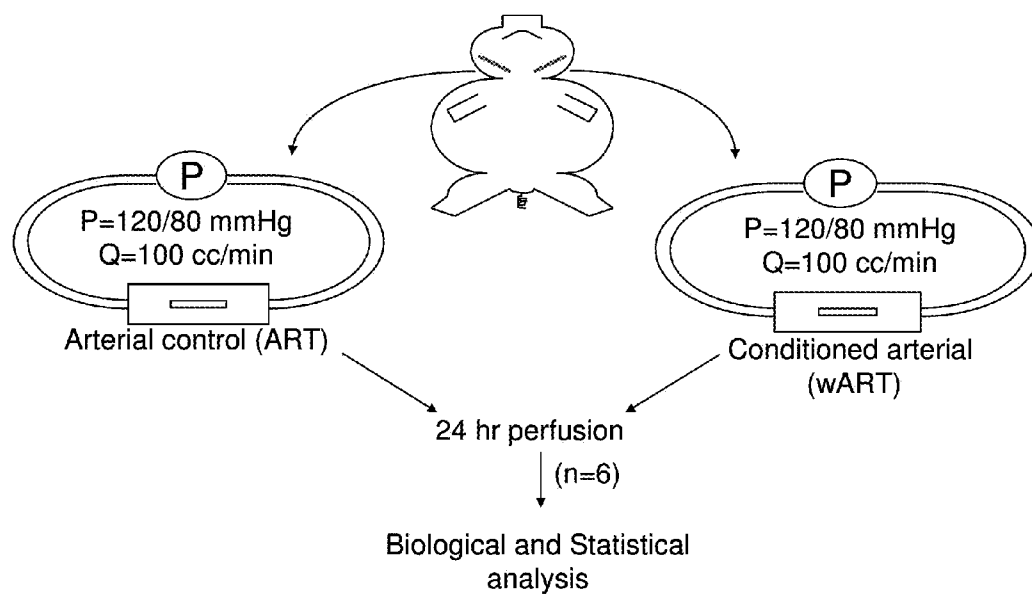 P
P=120/80 mmHg
Q=100 cc/min
Arterial control (ART)
P
P=120/80 mmHg
Q=100 cc/min
Conditioned arterial
(wART)
24 hr perfusion
(n=6)
Biological and Statistical
analysis